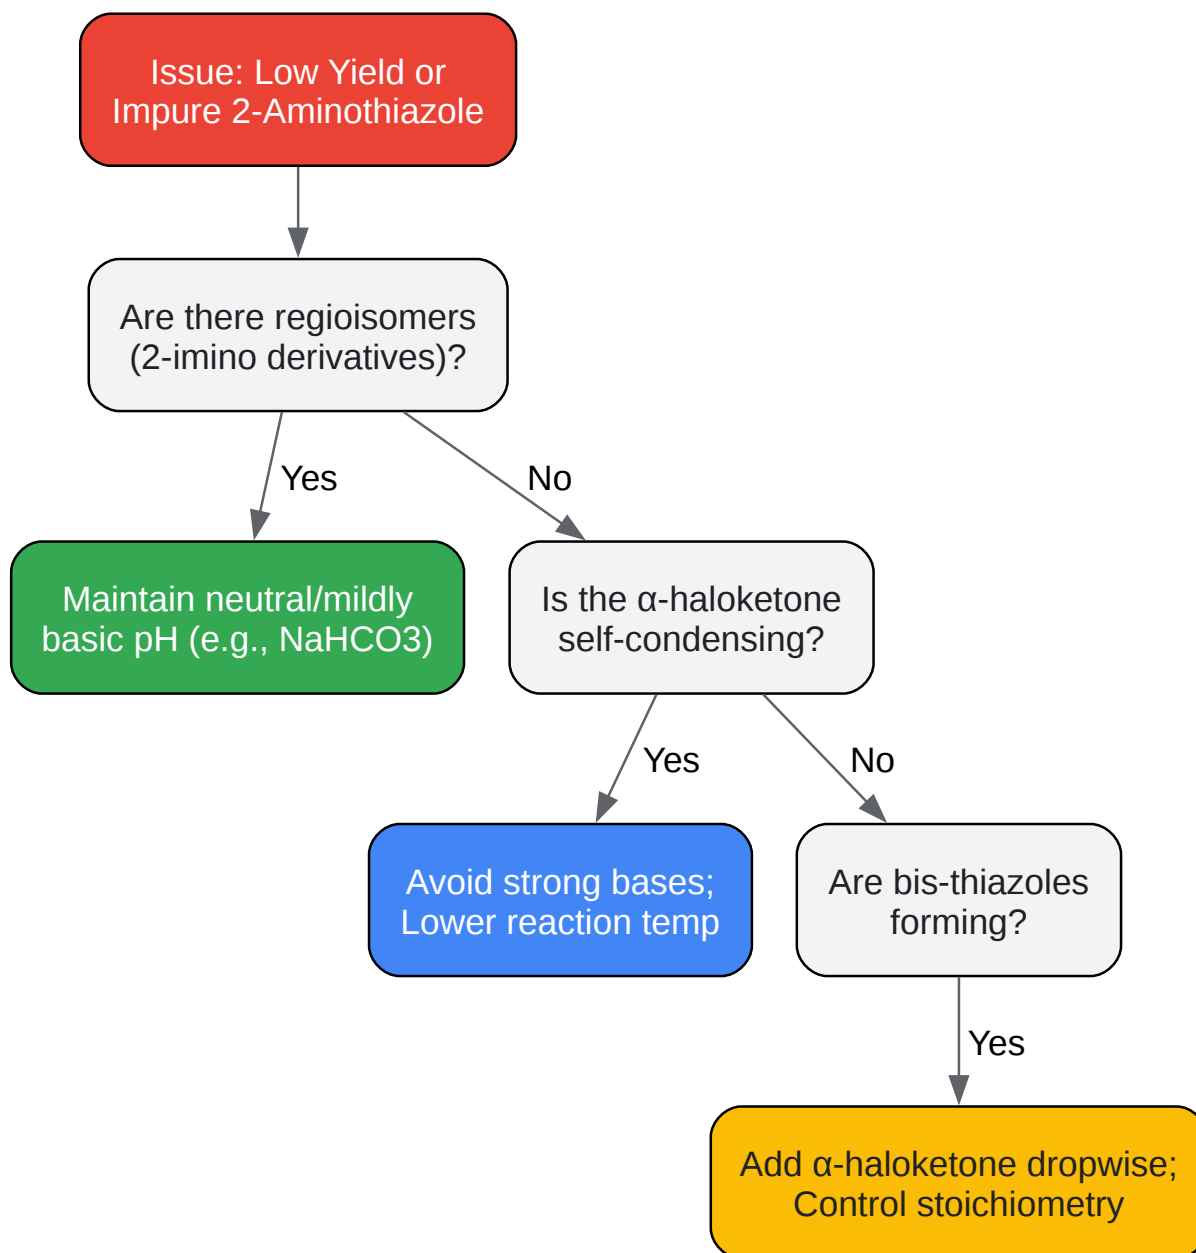 Issue: Low Yield or
Impure 2-Aminothiazole
Are there regioisomers
(2-imino derivatives)?
Yes
No
Maintain neutral/mildly
basic pH (e.g., NaHCO3)
Is the α-haloketone
self-condensing?
Yes
No
Avoid strong bases;
Lower reaction temp
Are bis-thiazoles
forming?
Yes
Add α-haloketone dropwise;
Control stoichiometry